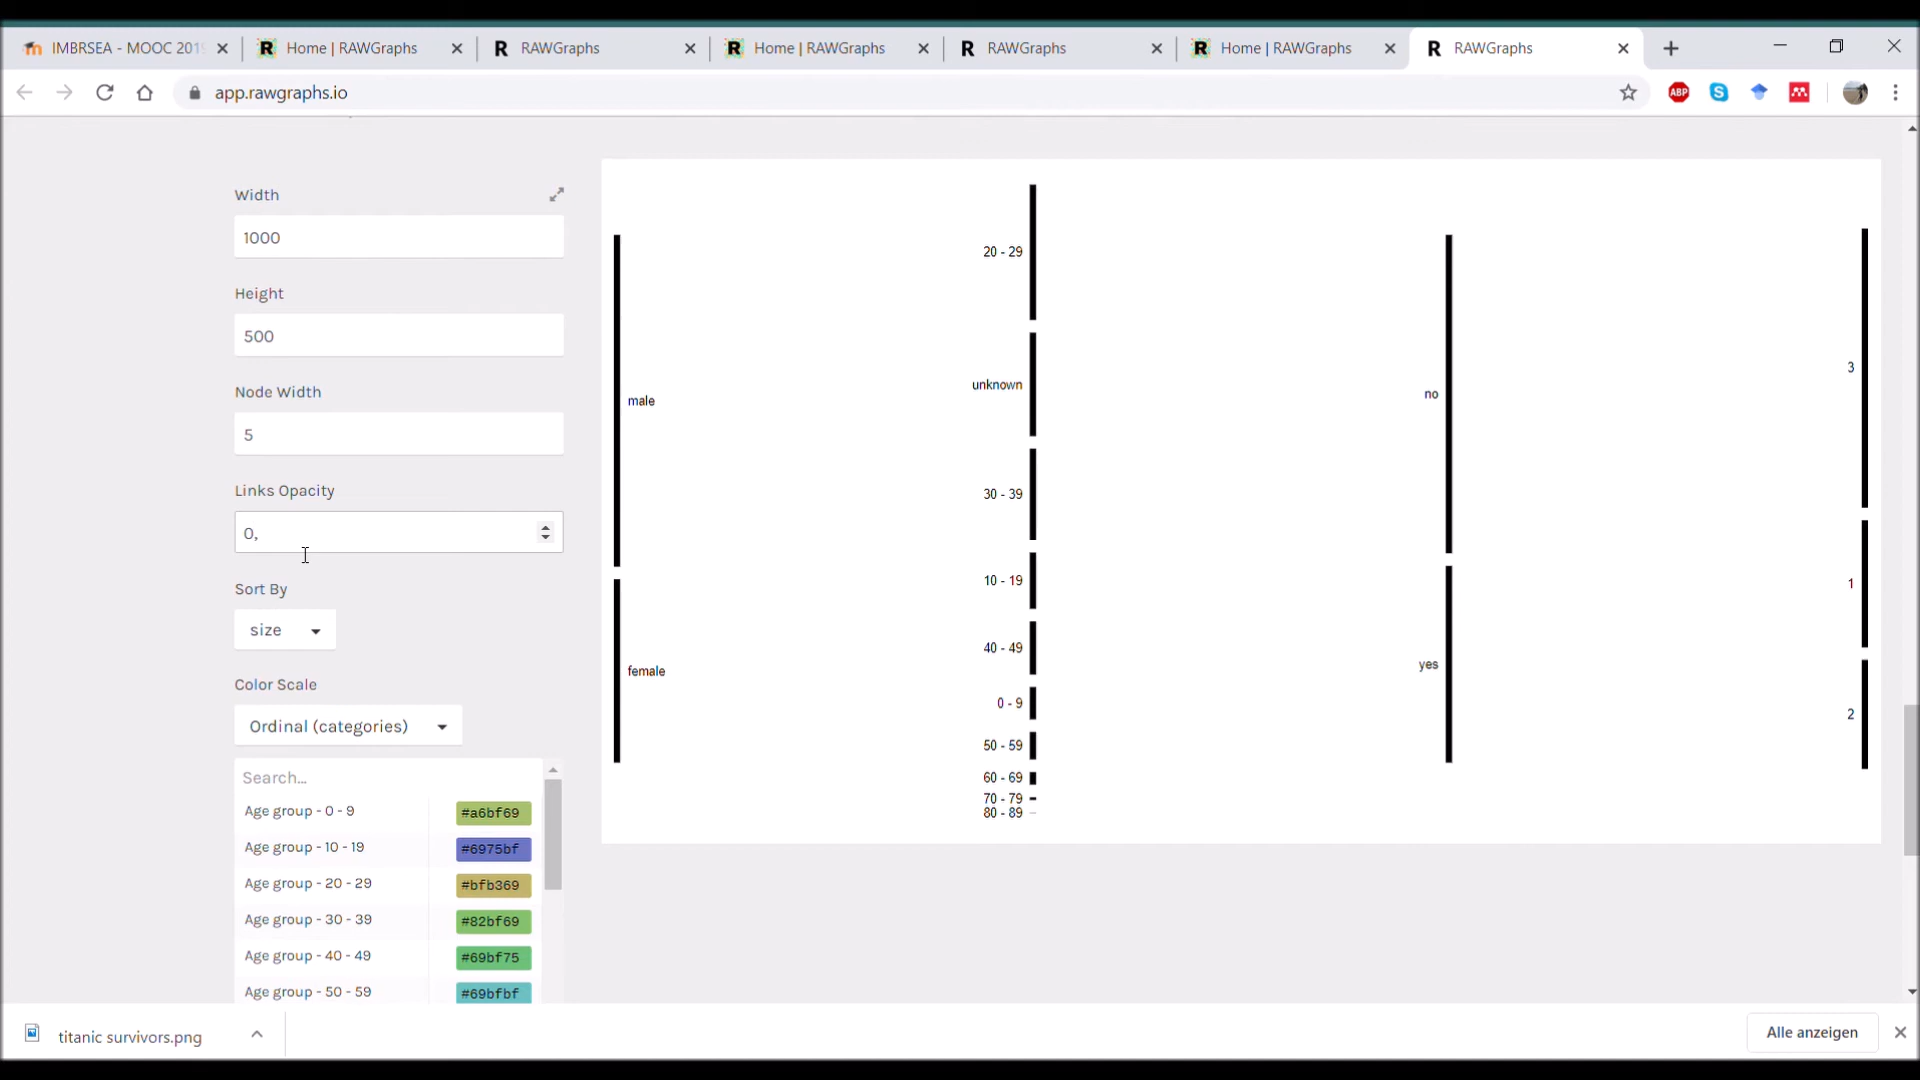 IMBRSEA - MOOC 2019
Home | RAWGraphs
RAWGraphs
Home | RAWGraphs
RAWGraphs
Home | RAWGraphs
RAWGraphs
app.rawgraphs.io
ABP
Width
1000
Height
500
Node Width
5
Links Opacity
0,
Sort By
size
Color Scale
Ordinal (categories)
Search...
Age group - 0 - 9 #a6bf69
Age group - 10 - 19 #6975bf
Age group - 20 - 29 #bfb369
Age group - 30 - 39 #82bf69
Age group - 40 - 49 #69bf75
Age group - 50 - 59 #69bfbf
male
female
20 - 29
unknown
30 - 39
10 - 19
40 - 49
0 - 9
50 - 59
60 - 69
70 - 79
80 - 89
no
yes
3
1
2
titanic survivors.png
Alle anzeigen